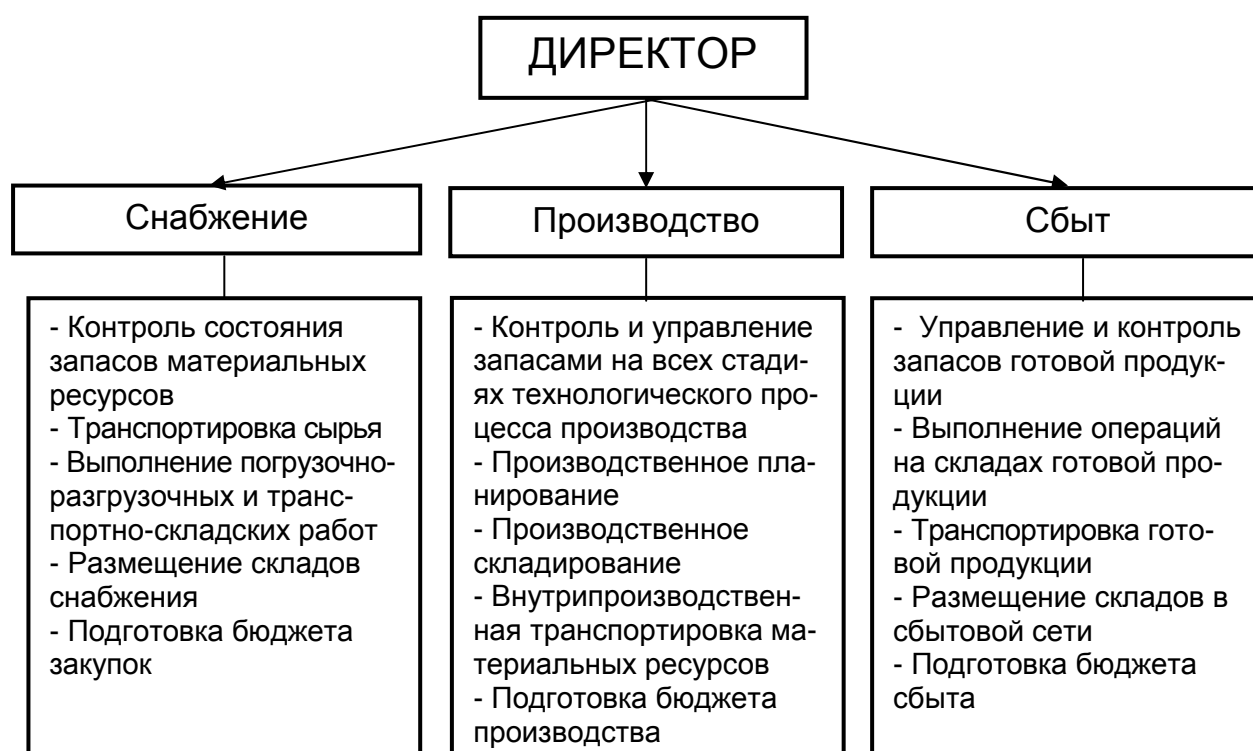 ДИРЕКТОР
Снабжение
- Контроль состояния
запасов материальных
ресурсов
- Транспортировка сырья
- Выполнение погрузочно-
разгрузочных и транс-
портно-складских работ
- Размещение складов
снабжения
- Подготовка бюджета
закупок
Производство
- Контроль и управление
запасами на всех стади-
ях технологического про-
цесса производства
- Производственное пла-
нирование
- Производственное
складирование
- Внутрипроизводствен-
ная транспортировка ма-
териальных ресурсов
- Подготовка бюджета
производства
Сбыт
- Управление и контроль
запасов готовой продук-
ции
- Выполнение операций
на складах готовой про-
дукции
- Транспортировка гото-
вой продукции
- Размещение складов в
сбытовой сети
- Подготовка бюджета
сбыта